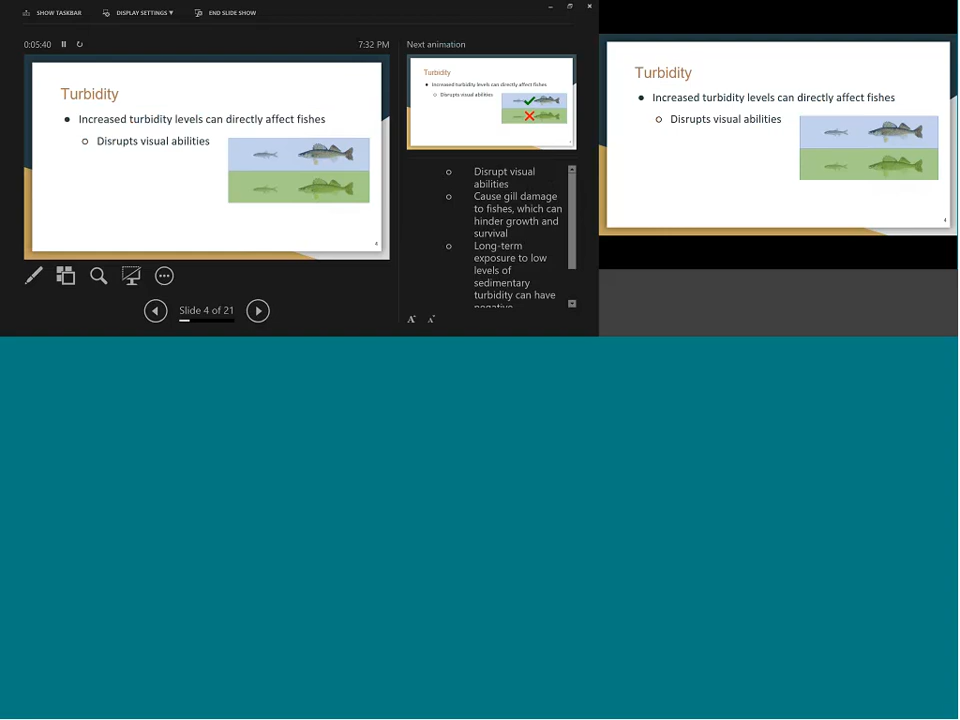 SHOW TASKBAR
DISPLAY SETTINGS ▼
END SLIDE SHOW
0:05:40
7:32 PM
Turbidity
● Increased turbidity levels can directly affect fishes
○ Disrupts visual abilities
4
Slide 4 of 21
Next animation
Turbidity
● Increased turbidity levels can directly affect fishes
○ Disrupts visual abilities
○ Disrupt visual
abilities
○ Cause gill damage
to fishes, which can
hinder growth and
survival
○ Long-term
exposure to low
levels of
sedimentary
turbidity can have
negative
A
A
Turbidity
● Increased turbidity levels can directly affect fishes
○ Disrupts visual abilities
4